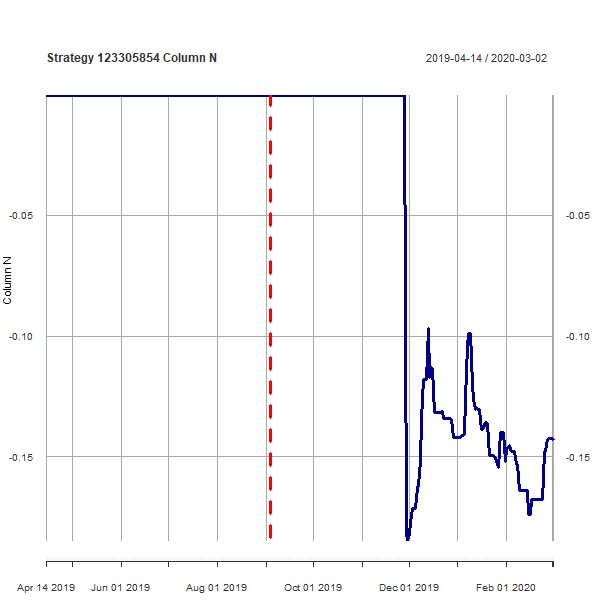 Strategy 123305854 Column N
2019-04-14 / 2020-03-02
-0.05
-0.05
Column N
-0.10
-0.10
-0.15
-0.15
Apr 14 2019
Jun 01 2019
Aug 01 2019
Oct 01 2019
Dec 01 2019
Feb 01 2020